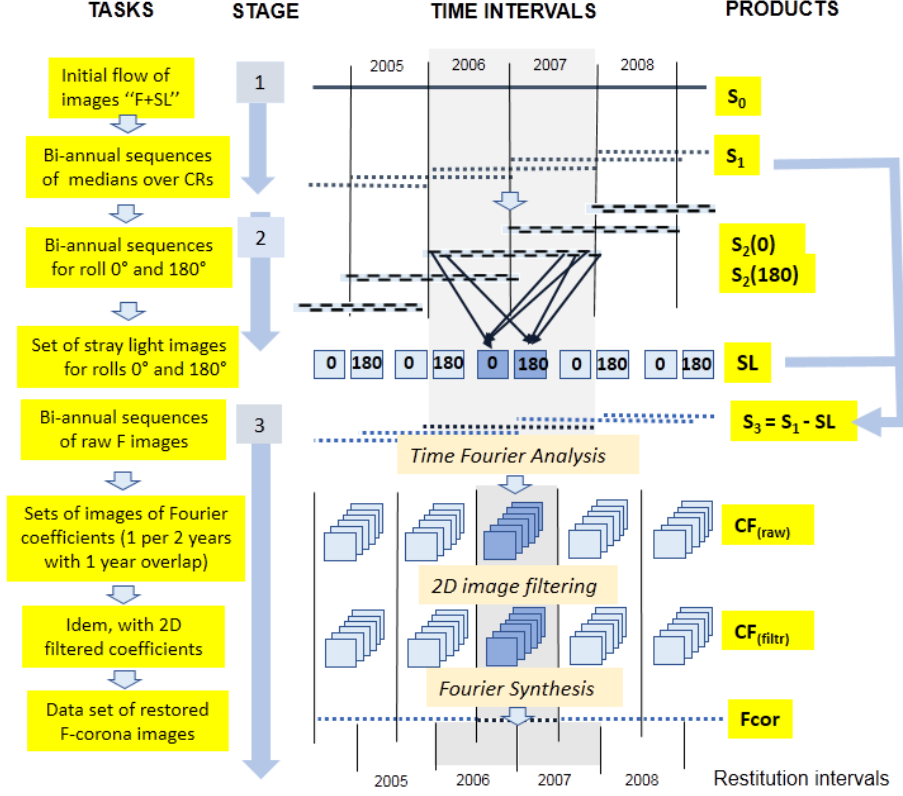 TASKS
STAGE
TIME INTERVALS
PRODUCTS
2005
2006
2007
2008
Initial flow of
images “F+SL”
1
S0
Bi-annual sequences
of medians over CRs
S1
Bi-annual sequences
for roll 0° and 180°
2
S2(0)
S2(180)
Set of stray light images
for rolls 0° and 180°
0 180 0 180 0 180 0 180 0 180
SL
Bi-annual sequences
of raw F images
3
S3 = S1 - SL
Time Fourier Analysis
Sets of images of Fourier
coefficients (1 per 2 years
with 1 year overlap)
CF(raw)
2D image filtering
Idem, with 2D
filtered coefficients
CF(filtr)
Fourier Synthesis
Data set of restored
F-corona images
Fcor
2005
2006
2007
2008
Restitution intervals